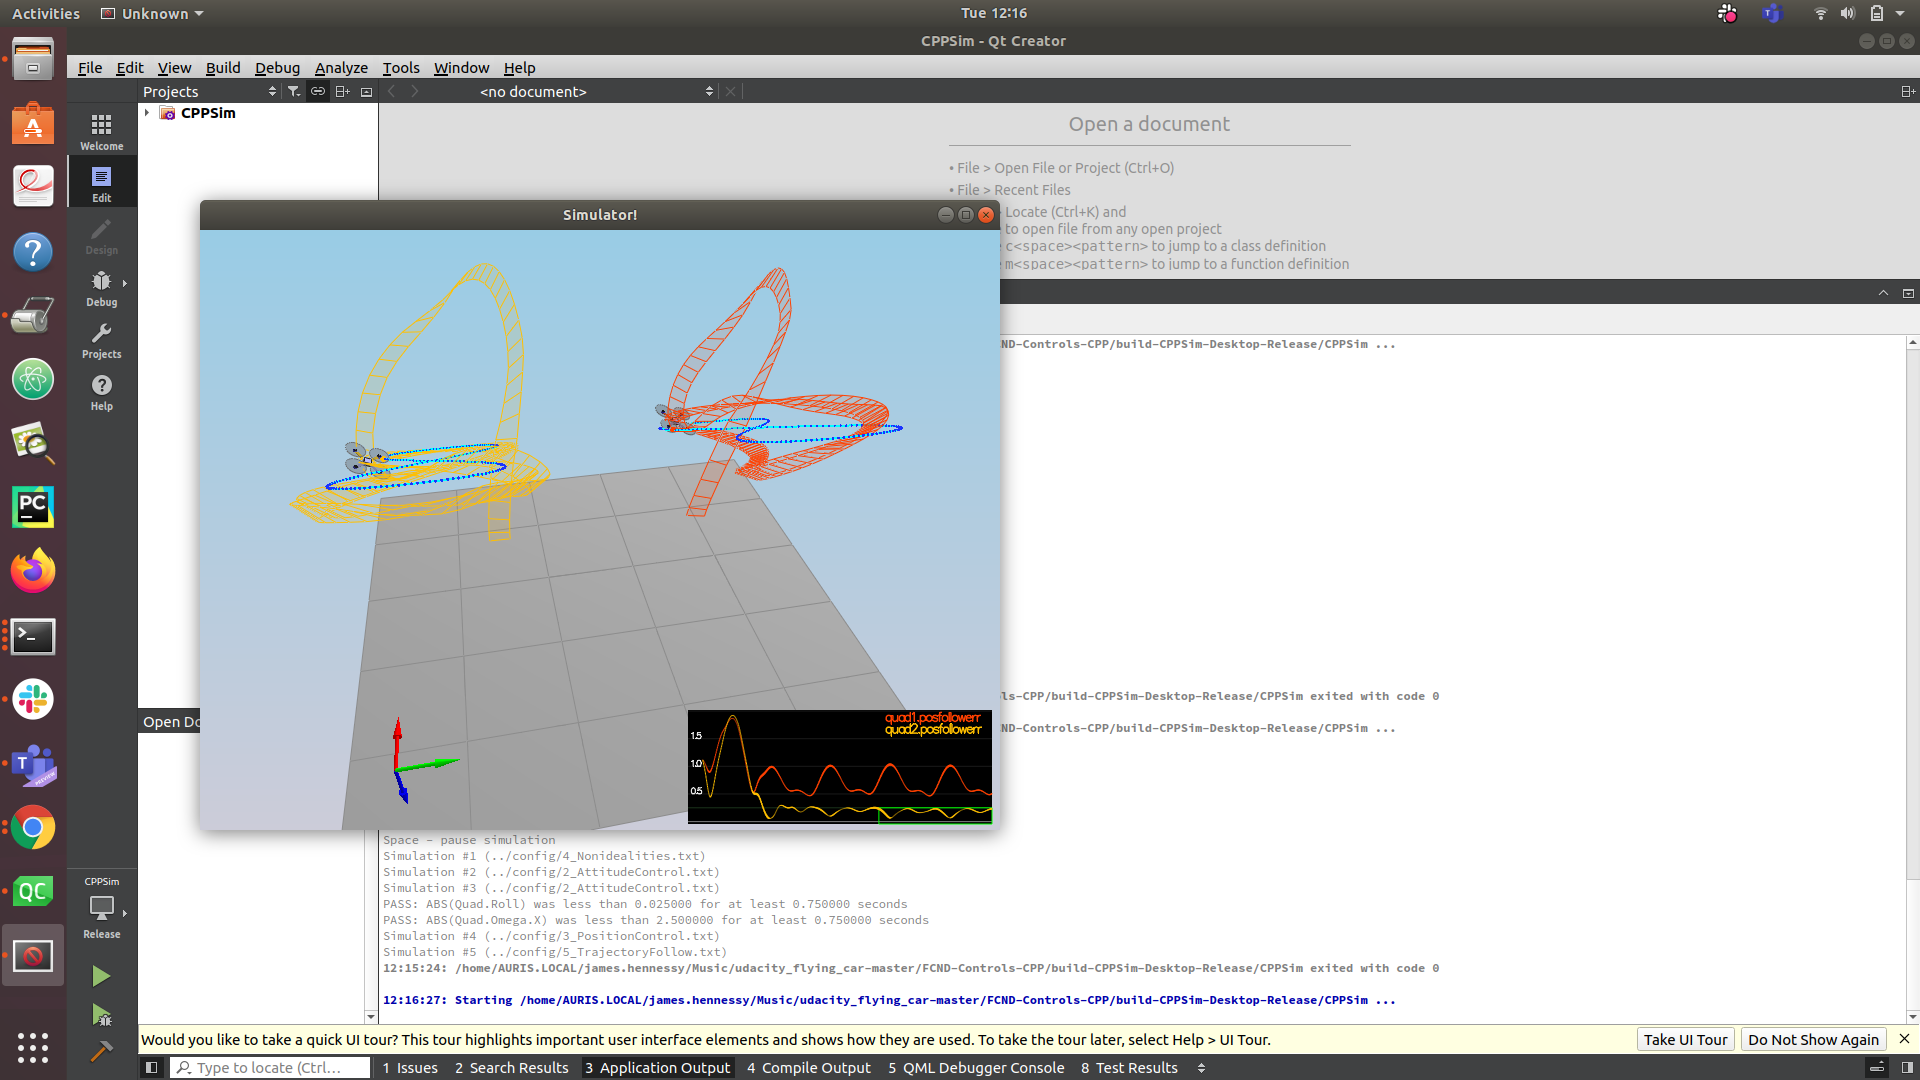 Activities Unknown Tue 12:16
CPPSim - Qt Creator
File Edit View Build Debug Analyze Tools Window Help
Projects <no document>
CPPSim
Welcome
Edit
Design
Debug
Projects
Help
Open a document
• File > Open File or Project (Ctrl+O)
• File > Recent Files
Locate (Ctrl+K) and
to open file from any open project
c<space><pattern> to jump to a class definition
m<space><pattern> to jump to a function definition
Simulator!
quad1.posfollowerr
quad2.posfollowerr
1.5
1.0
0.5
ND-Controls-CPP/build-CPPSim-Desktop-Release/CPPSim ...
ls-CPP/build-CPPSim-Desktop-Release/CPPSim exited with code 0
ND-Controls-CPP/build-CPPSim-Desktop-Release/CPPSim ...
Open Do
Space - pause simulation
Simulation #1 (../config/4_Nonidealities.txt)
Simulation #2 (../config/2_AttitudeControl.txt)
Simulation #3 (../config/2_AttitudeControl.txt)
PASS: ABS(Quad.Roll) was less than 0.025000 for at least 0.750000 seconds
PASS: ABS(Quad.Omega.X) was less than 2.500000 for at least 0.750000 seconds
Simulation #4 (../config/3_PositionControl.txt)
Simulation #5 (../config/5_TrajectoryFollow.txt)
12:15:24: /home/AURIS.LOCAL/james.hennessy/Music/udacity_flying_car-master/FCND-Controls-CPP/build-CPPSim-Desktop-Release/CPPSim exited with code 0
12:16:27: Starting /home/AURIS.LOCAL/james.hennessy/Music/udacity_flying_car-master/FCND-Controls-CPP/build-CPPSim-Desktop-Release/CPPSim ...
CPPSim
Release
Would you like to take a quick UI tour? This tour highlights important user interface elements and shows how they are used. To take the tour later, select Help > UI Tour. Take UI Tour Do Not Show Again
Type to locate (Ctrl... 1 Issues 2 Search Results 3 Application Output 4 Compile Output 5 QML Debugger Console 8 Test Results
PC
QC
T
PREVIEW